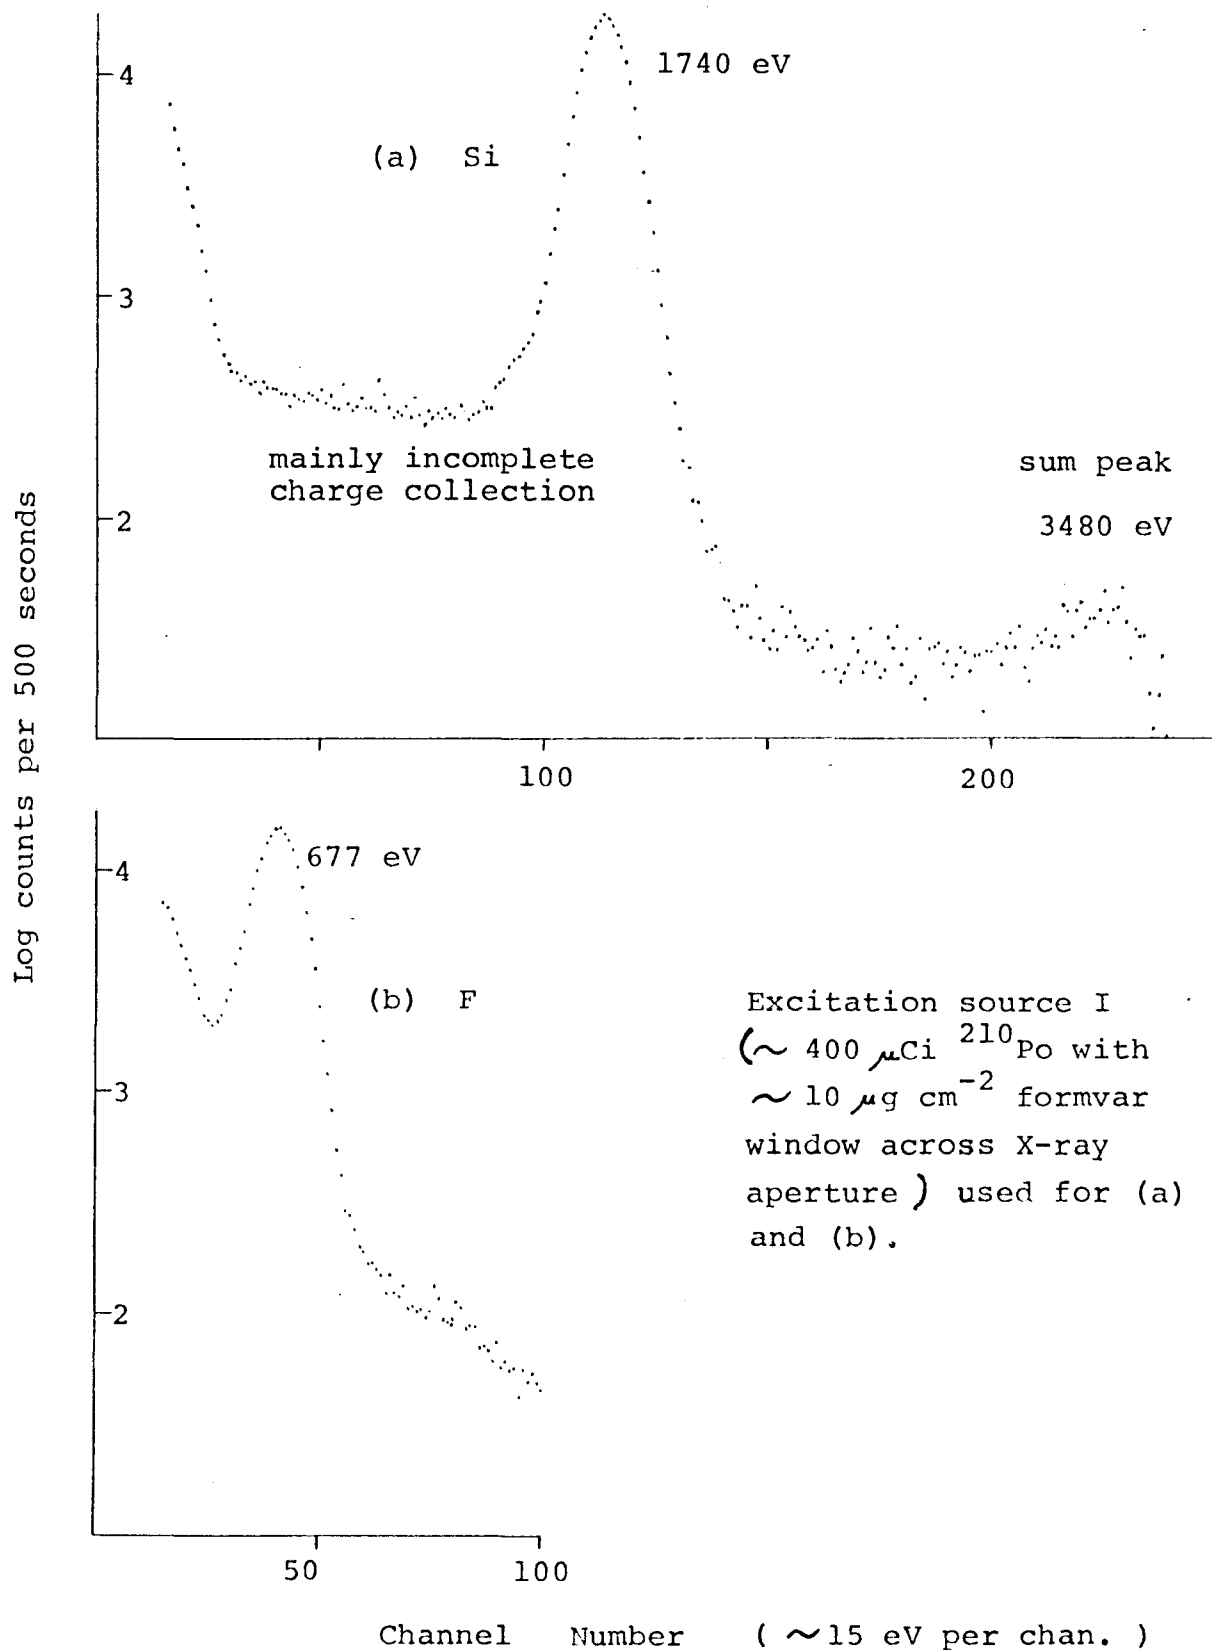 4
1740 eV
(a) Si
3
mainly incomplete
charge collection
sum peak
3480 eV
2
100
200
Log counts per 500 seconds
4
677 eV
(b) F
3
2
50
100
Excitation source I
(~ 400 μCi ²¹⁰Po with
~ 10 μg cm⁻² formvar
window across X-ray
aperture) used for (a)
and (b).
Channel Number (~15 eV per chan.)